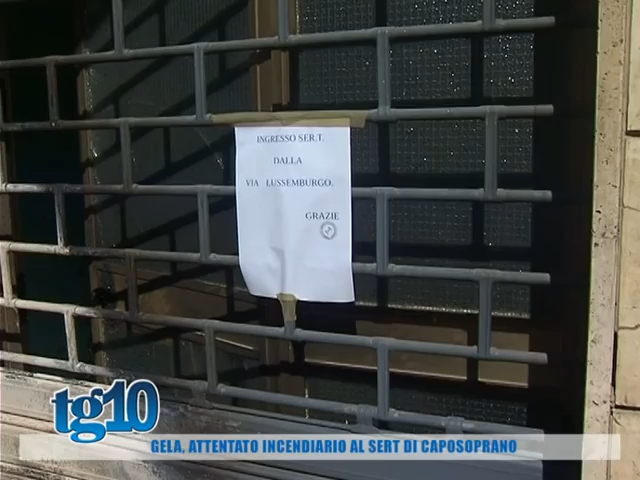 INGRESSO SER.T.
DALLA
VIA LUSSEMBURGO.
GRAZIE
tg10
GELA, ATTENTATO INCENDIARIO AL SERT DI CAPOSOPRANO